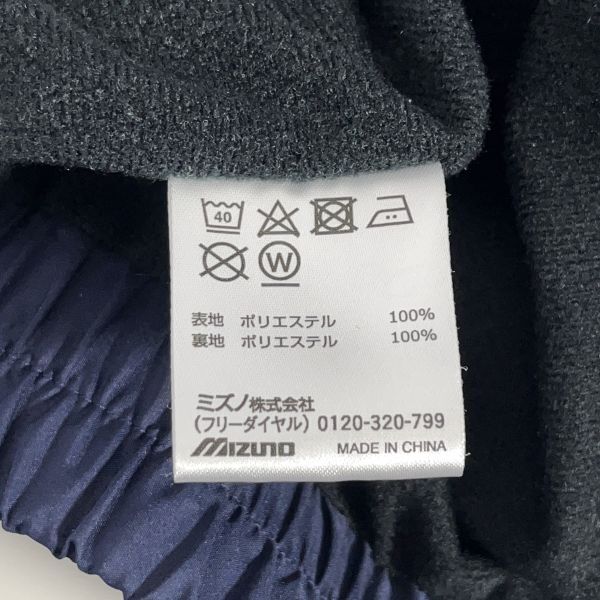 40
W
表地 ポリエステル 100%
裏地 ポリエステル 100%
ミズノ株式会社
(フリーダイヤル) 0120-320-799
MIZUNO MADE IN CHINA